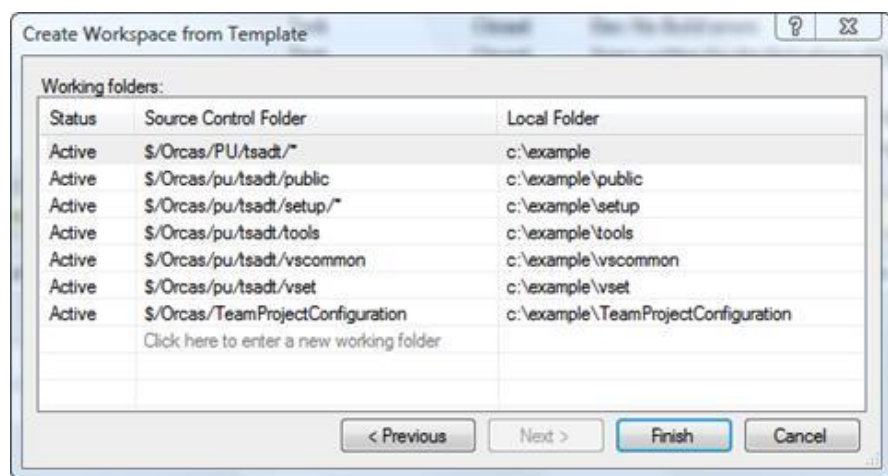 Create Workspace from Template
Working folders:
Status Source Control Folder Local Folder
Active $/Orcas/PU/tsadt/* c:\example
Active $/Orcas/pu/tsadt/public c:\example\public
Active $/Orcas/pu/tsadt/setup/* c:\example\setup
Active $/Orcas/pu/tsadt/tools c:\example\tools
Active $/Orcas/pu/tsadt/vscommon c:\example\vscommon
Active $/Orcas/pu/tsadt/vset c:\example\vset
Active $/Orcas/TeamProjectConfiguration c:\example\TeamProjectConfiguration
Click here to enter a new working folder
< Previous Next > Finish Cancel